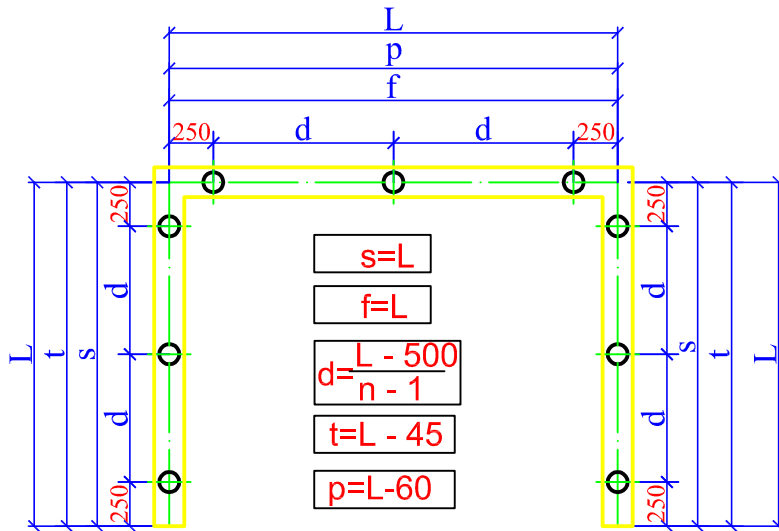 L
p
f
250 d d 250
250 250
s=L
d d
f=L
L t s s t L
L - 500
d=
n - 1
d d
t=L - 45
p=L-60
250 250